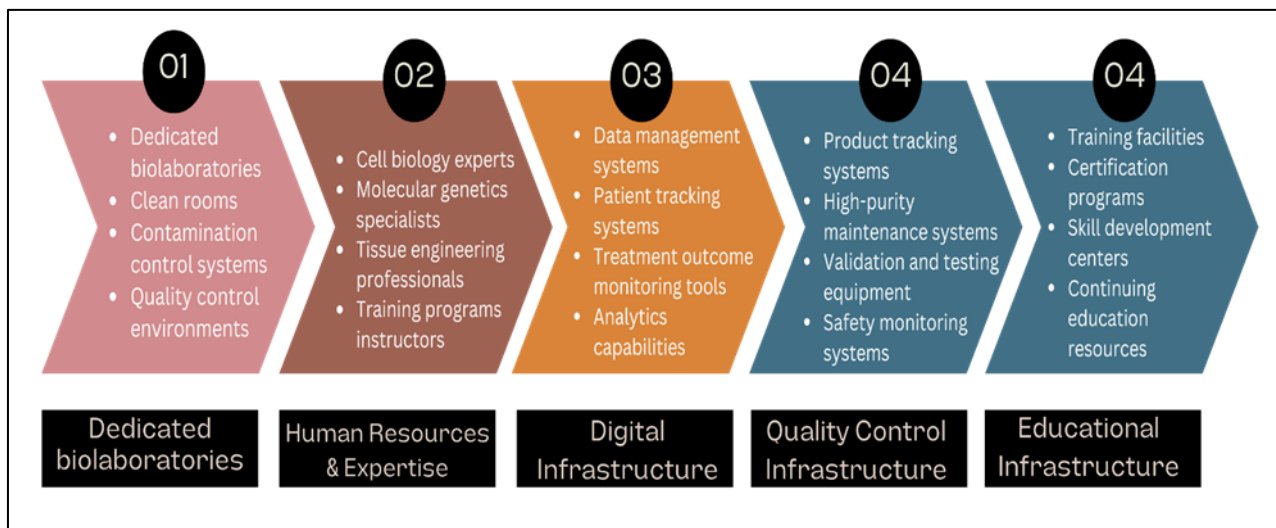 01
• Dedicated
biolaboratories
• Clean rooms
• Contamination
control systems
• Quality control
environments
Dedicated
biolaboratories
02
• Cell biology experts
• Molecular genetics
specialists
• Tissue engineering
professionals
• Training programs
instructors
Human Resources
& Expertise
03
• Data management
systems
• Patient tracking
systems
• Treatment outcome
monitoring tools
• Analytics
capabilities
Digital
Infrastructure
04
• Product tracking
systems
• High-purity
maintenance systems
• Validation and testing
equipment
• Safety monitoring
systems
Quality Control
Infrastructure
04
• Training facilities
• Certification
programs
• Skill development
centers
• Continuing
education
resources
Educational
Infrastructure